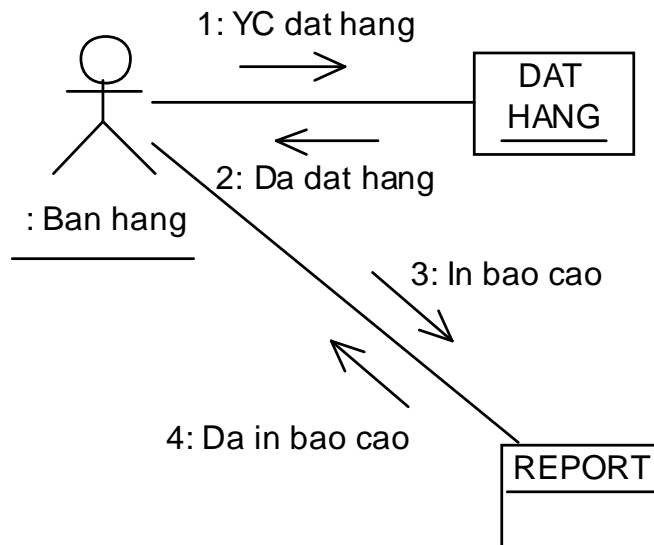 1: YC dat hang
DAT
HANG
2: Da dat hang
: Ban hang
3: In bao cao
4: Da in bao cao
REPORT